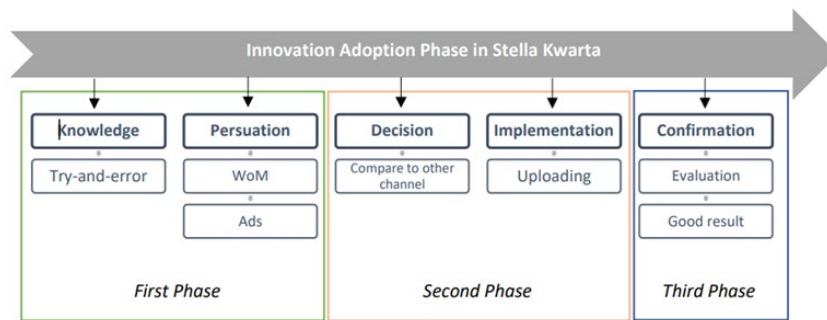 Innovation Adoption Phase in Stella Kwarta
Knowledge
Persuation
Decision
Implementation
Confirmation
Try-and-error
WoM
Compare to other
channel
Uploading
Evaluation
Ads
Good result
First Phase
Second Phase
Third Phase